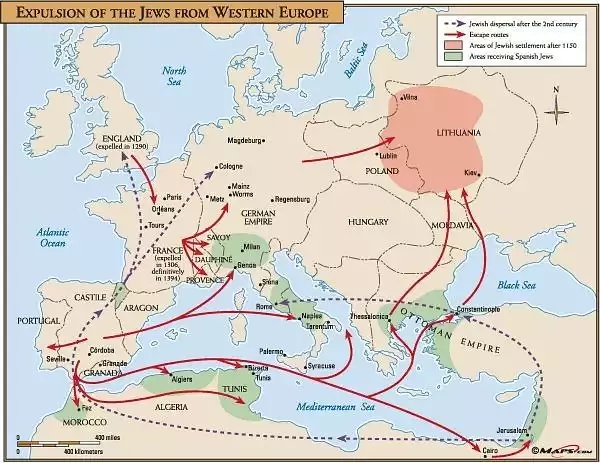 EXPULSION OF THE JEWS FROM WESTERN EUROPE
Jewish dispersal after the 2nd century
Escape routes
Areas of Jewish settlement after 1150
Areas receiving Spanish Jews
North
Sea
Baltic Sea
N
Vilna
ENGLAND
(expelled in 1290)
Magdeburg
LITHUANIA
Cologne
Lublin
POLAND
Kiev
Paris
Mainz
Worms
Metz
Regensburg
Orléans
GERMAN
EMPIRE
Tours
HUNGARY
MORDAVIA
Atlantic
Ocean
FRANCE
(expelled
in 1306,
definitively
in 1394)
SAVOY
DAUPHINÉ
PROVENCE
Milan
Genoa
Black Sea
CASTILE
ARAGON
Siena
Rome
PORTUGAL
Naples
Tarentum
Thessalonica
Constantinople
OTTOMAN EMPIRE
Córdoba
Sevilla
Granada
GRANADA
Palermo
Syracuse
Algiers
Tunis
TUNIS
Fez
ALGERIA
MOROCCO
Mediterranean Sea
Jerusalem
Cairo
0 400 miles
0 400 kilometers
© MAPS.com